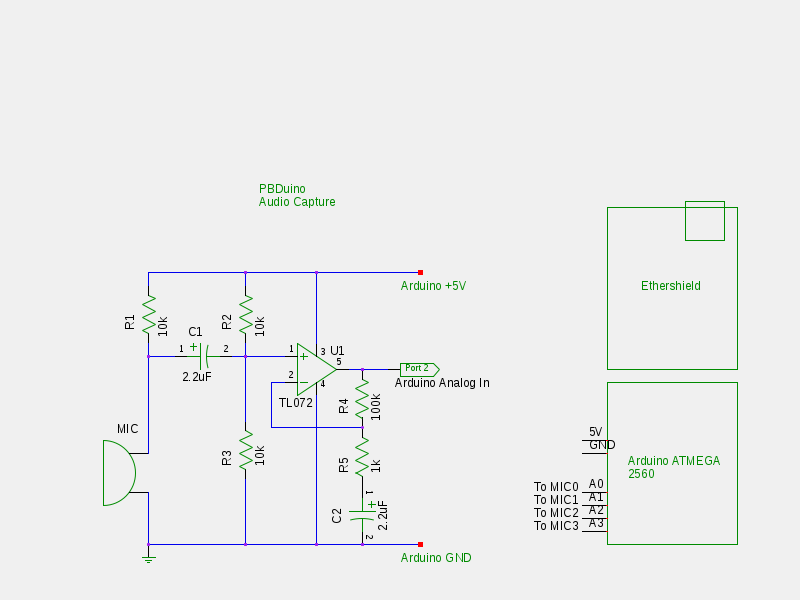 PBDuino
Audio Capture
Arduino +5V
R1
10k
R2
10k
C1
1
2
2.2uF
1
2
3
4
5
U1
TL072
Port 2
Arduino Analog In
R4
100k
MIC
R3
10k
R5
1k
1
C2
2.2uF
2
Arduino GND
Ethershield
5V
GND
Arduino ATMEGA
2560
To MIC0 A0
To MIC1 A1
To MIC2 A2
To MIC3 A3